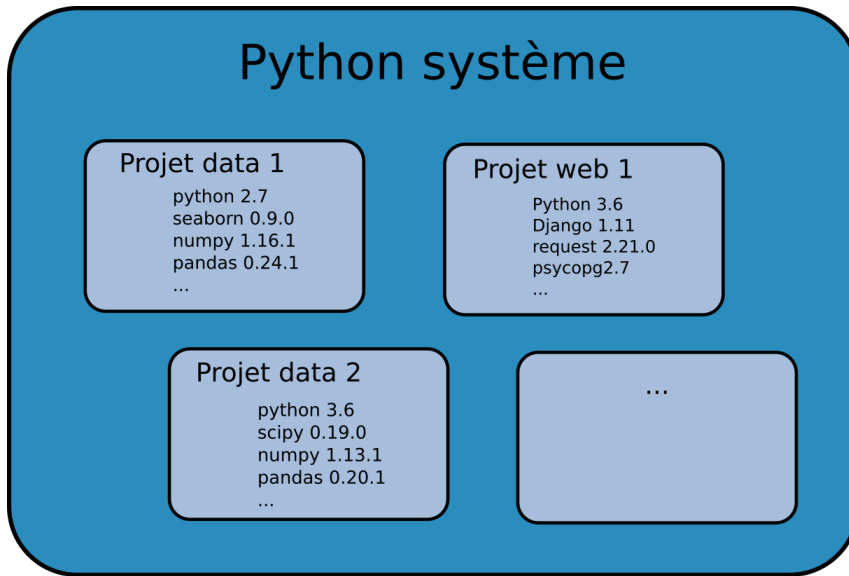 Python système
Projet data 1
python 2.7
seaborn 0.9.0
numpy 1.16.1
pandas 0.24.1
...
Projet web 1
Python 3.6
Django 1.11
request 2.21.0
psycopg2.7
...
Projet data 2
python 3.6
scipy 0.19.0
numpy 1.13.1
pandas 0.20.1
...
...